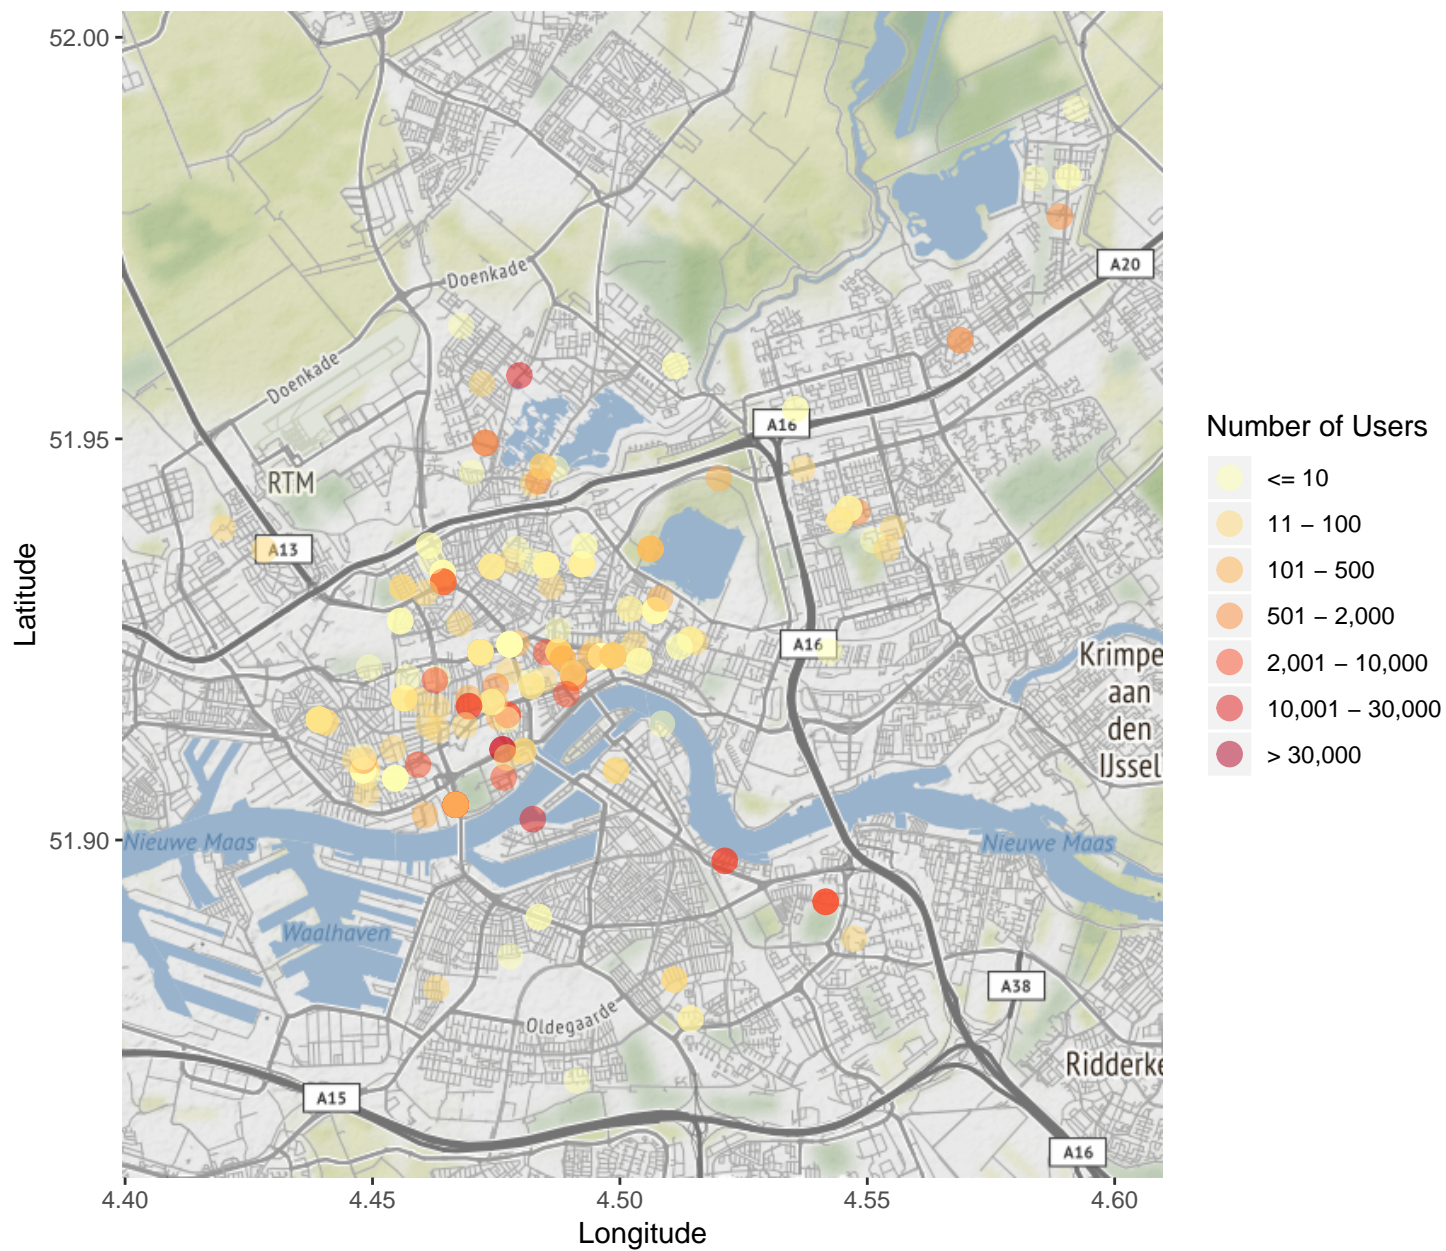 52.00
51.95
51.90
Latitude
4.40
4.45
4.50
4.55
4.60
Longitude
Doenkade
A20
Doenkade
A16
RTM
A13
A16
Krimpe
aan
den
IJssel
Nieuwe Maas
Nieuwe Maas
Waalhaven
A38
Oldegaarde
Ridderke
A15
A16
Number of Users
<= 10
11 – 100
101 – 500
501 – 2,000
2,001 – 10,000
10,001 – 30,000
> 30,000